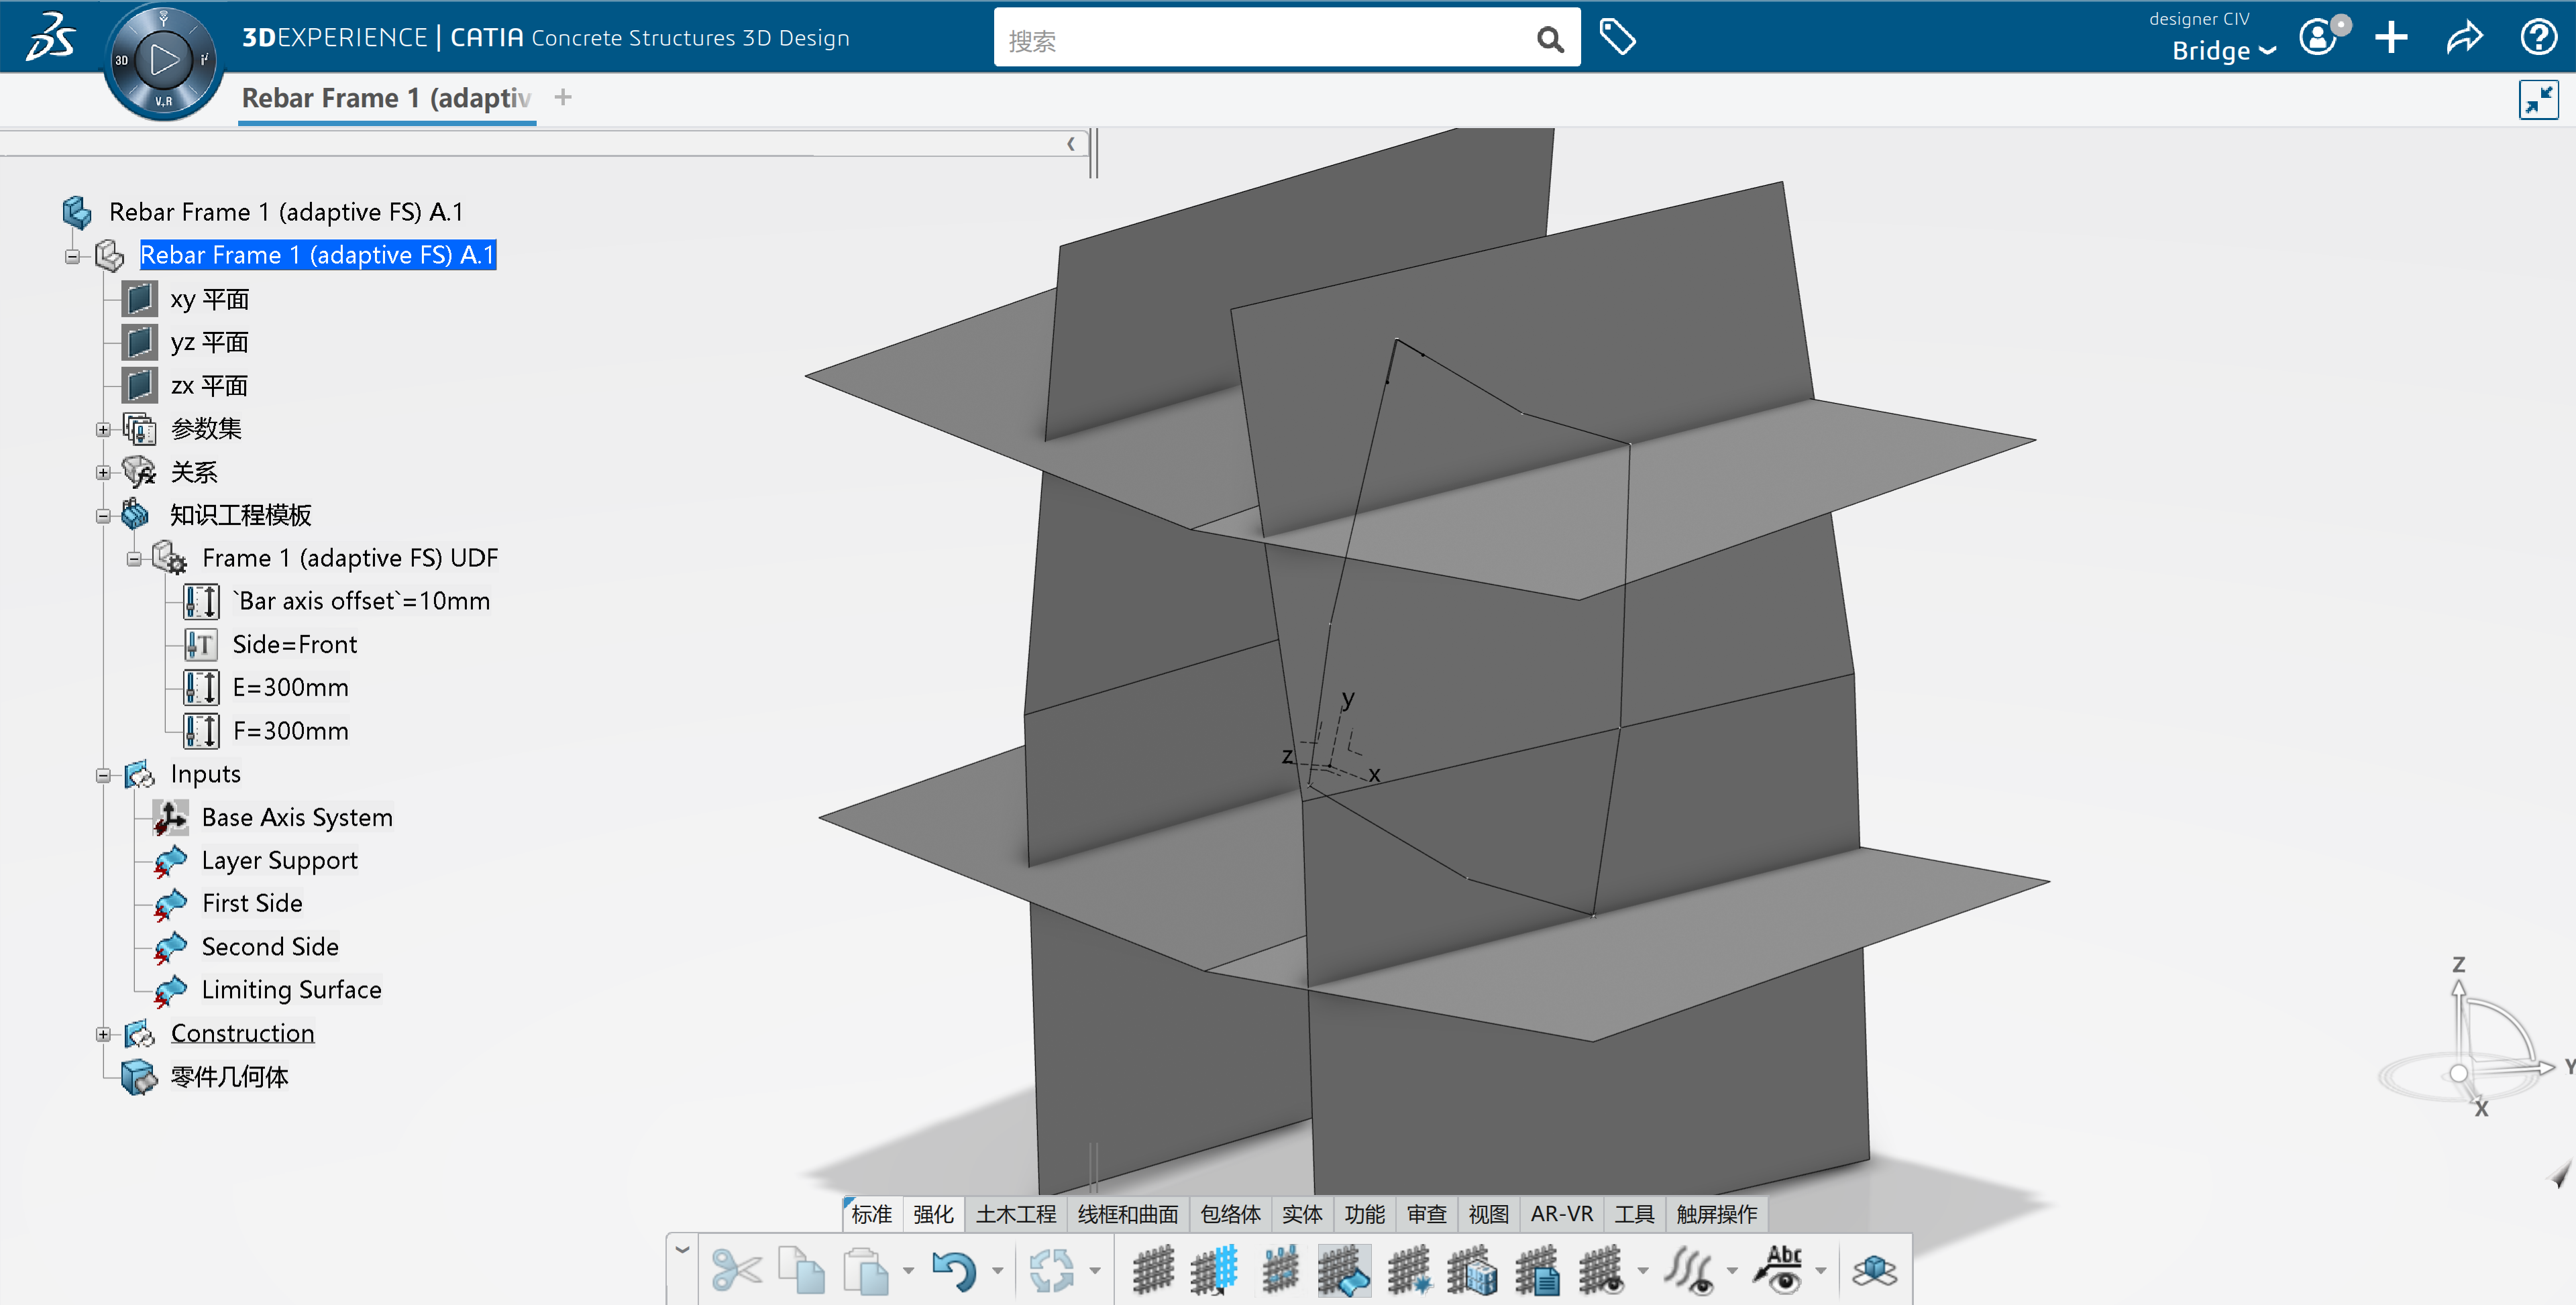 3DEXPERIENCE | CATIA Concrete Structures 3D Design
搜索
designer CIV
Bridge
3D
V.R
Rebar Frame 1 (adaptiv
Rebar Frame 1 (adaptive FS) A.1
Rebar Frame 1 (adaptive FS) A.1
xy 平面
yz 平面
zx 平面
参数集
关系
知识工程模板
Frame 1 (adaptive FS) UDF
`Bar axis offset`=10mm
Side=Front
E=300mm
F=300mm
Inputs
Base Axis System
Layer Support
First Side
Second Side
Limiting Surface
Construction
零件几何体
y
z
x
Z
Y
X
标准 强化 土木工程 线框和曲面 包络体 实体 功能 审查 视图 AR-VR 工具 触屏操作
Abc